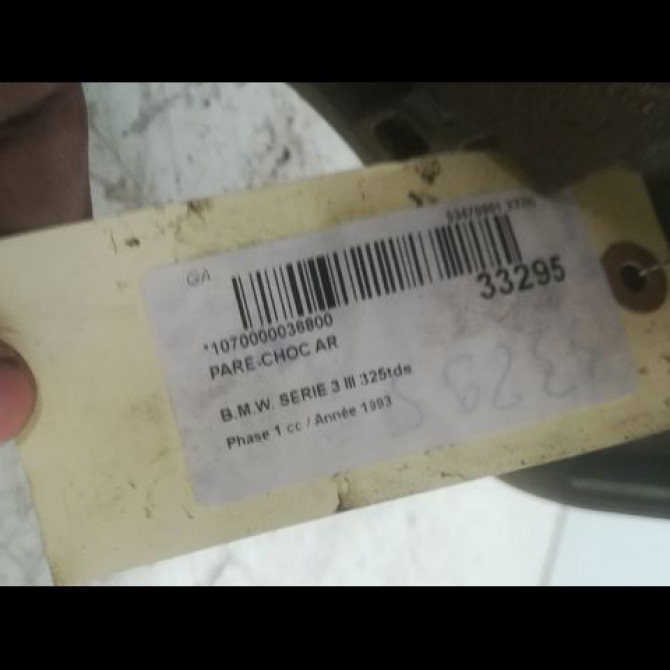 GA
33295
*1070000036800
PARE-CHOC AR
B.M.W. SERIE 3 III 325tds
Phase 1 cc / Année 1993